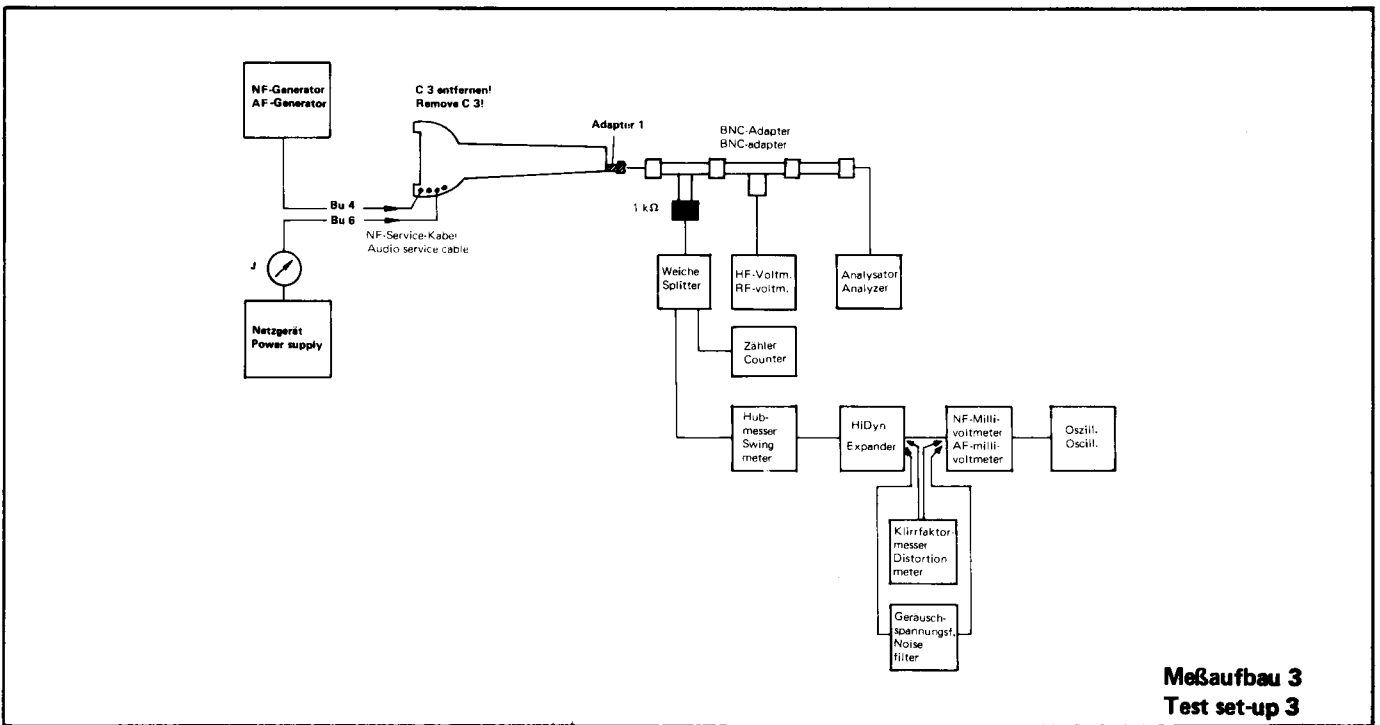 NF-Generator
AF-Generator
C 3 entfernen!
Remove C 3!
Adapter 1
BNC-Adapter
BNC-adapter
Bu 4
Bu 6
NF-Service-Kabel
Audio service cable
1 kΩ
J
Netzgerät
Power supply
Weiche
Splitter
HF-Voltm.
RF-voltm.
Analysator
Analyzer
Zähler
Counter
Hub-
messer
Swing
meter
HiDyn
Expander
NF-Milli-
voltmeter
AF-milli-
voltmeter
Oszill.
Oscill.
Klirrfaktor-
messer
Distortion
meter
Gerausch-
spannungsf.
Noise
filter
Meßaufbau 3
Test set-up 3